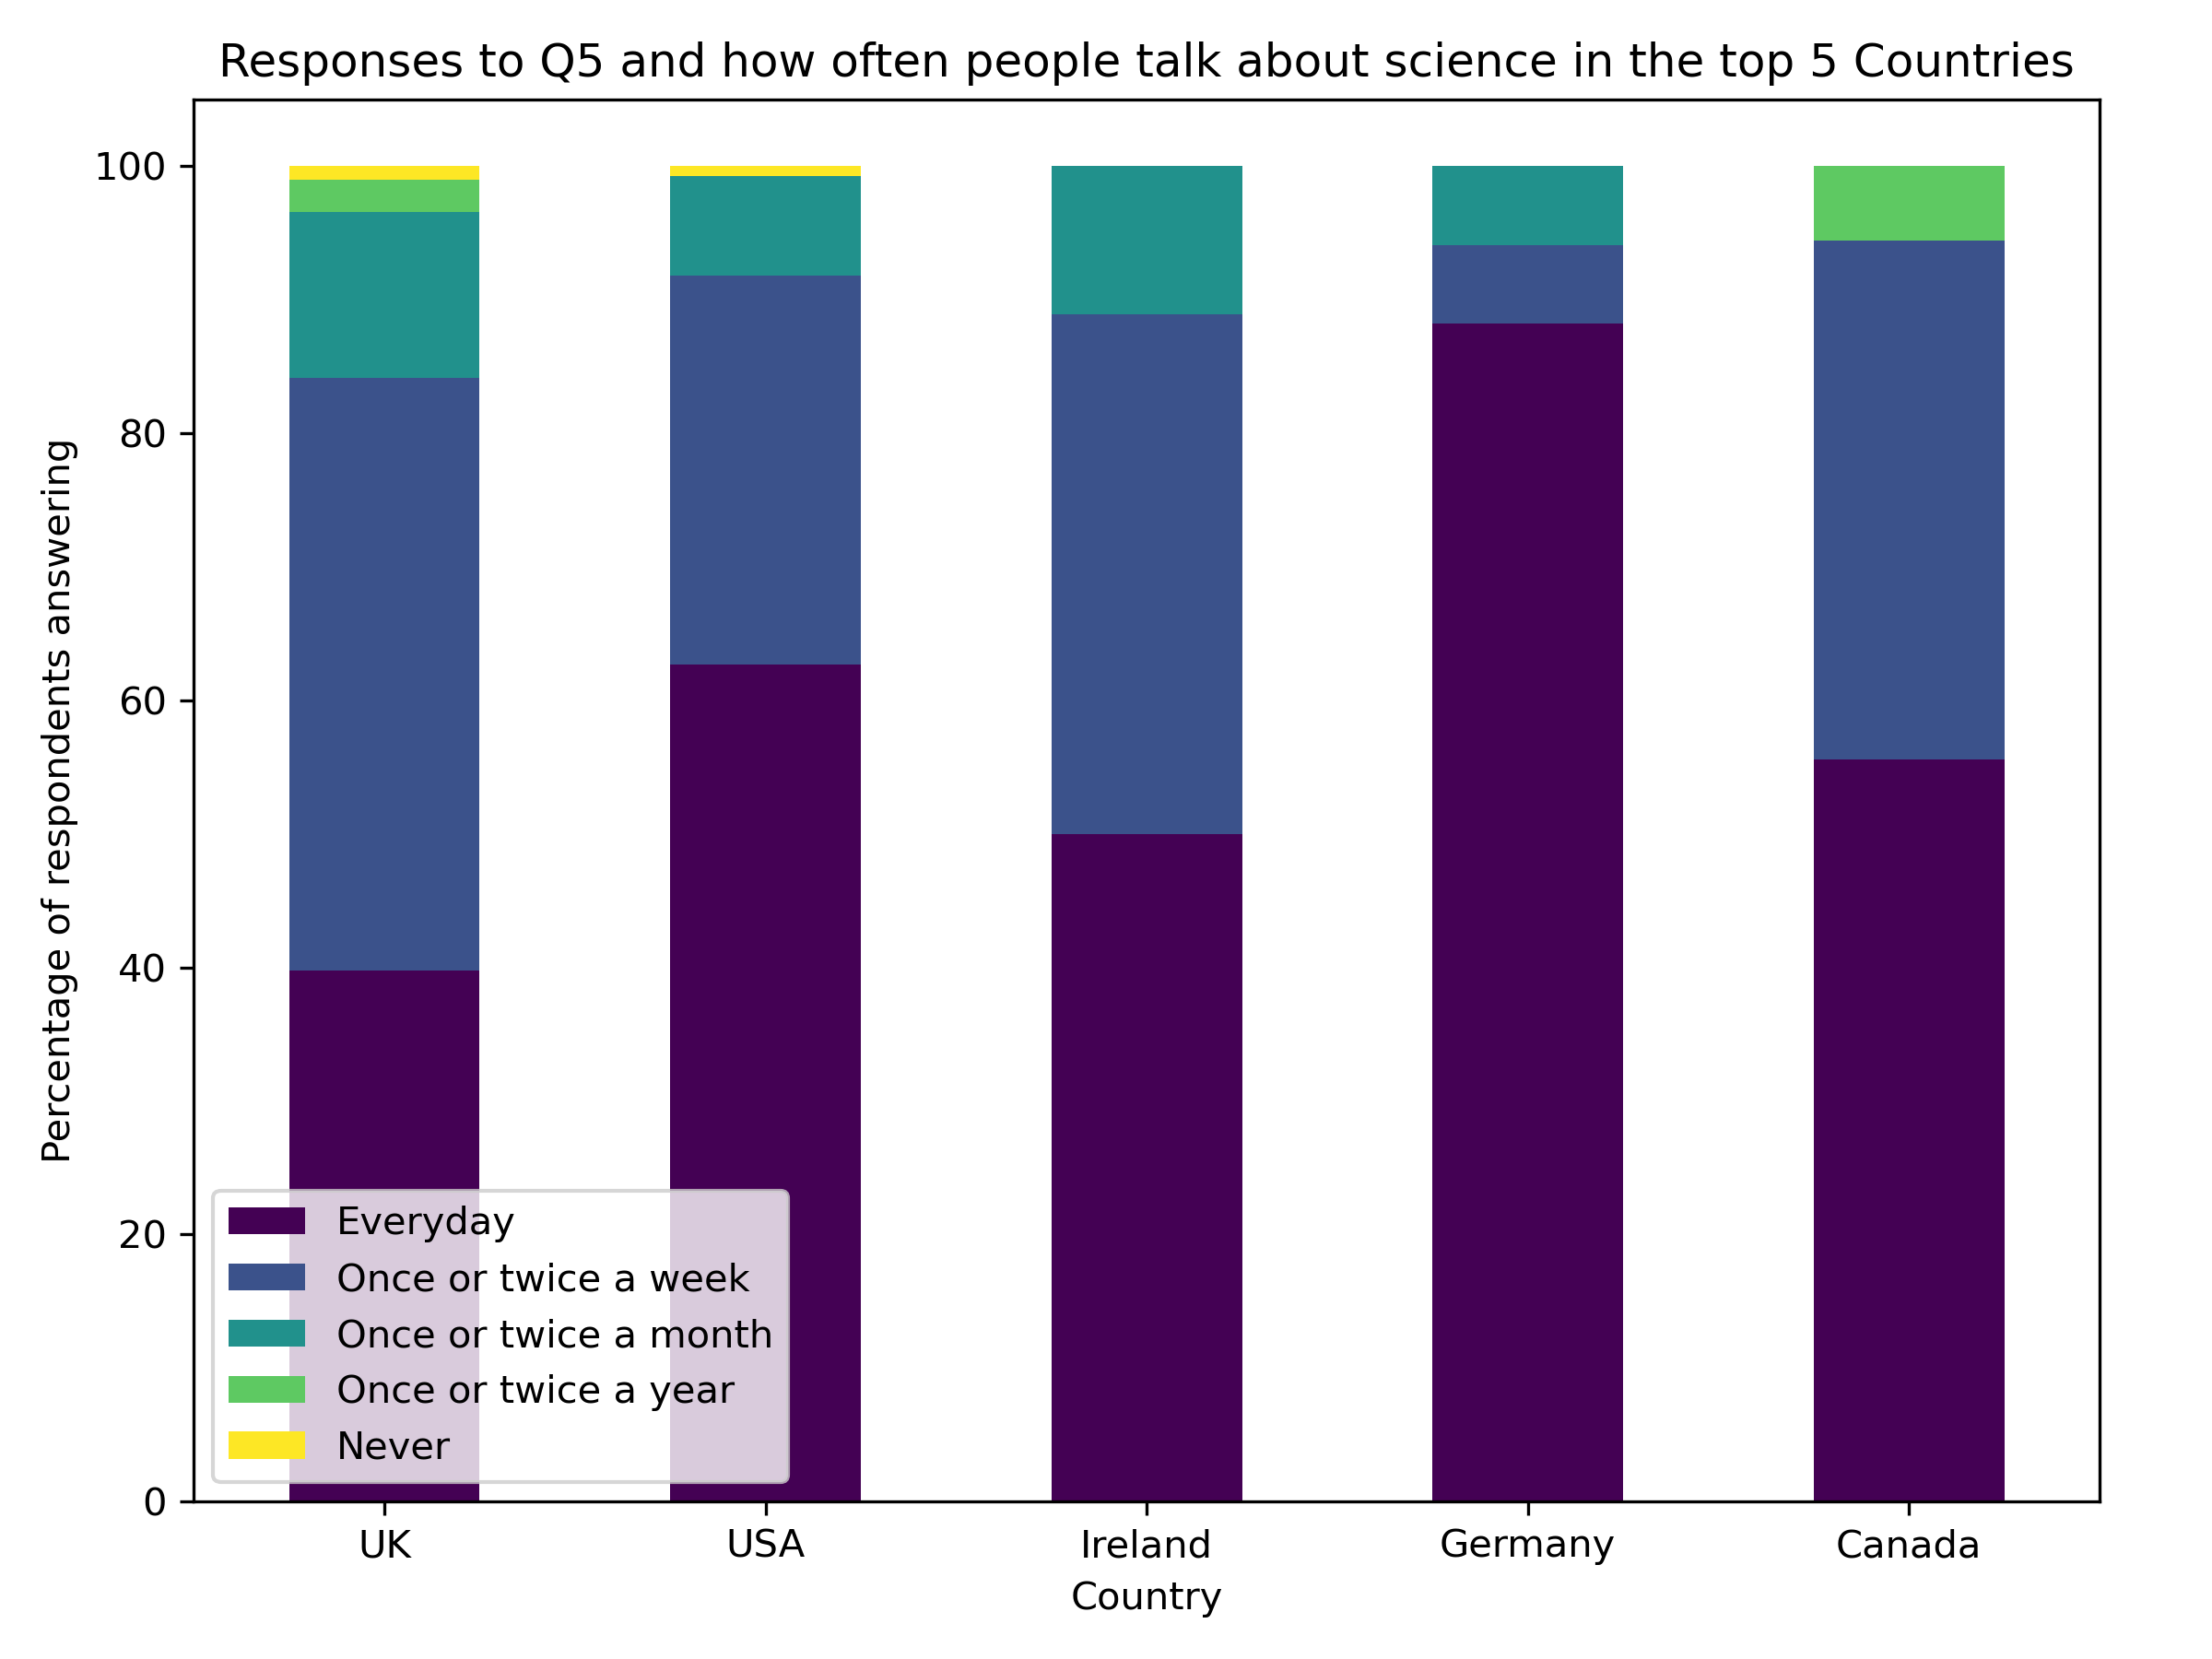 Responses to Q5 and how often people talk about science in the top 5 Countries
Percentage of respondents answering
100
80
60
40
20
0
Everyday
Once or twice a week
Once or twice a month
Once or twice a year
Never
UK
USA
Ireland
Germany
Canada
Country